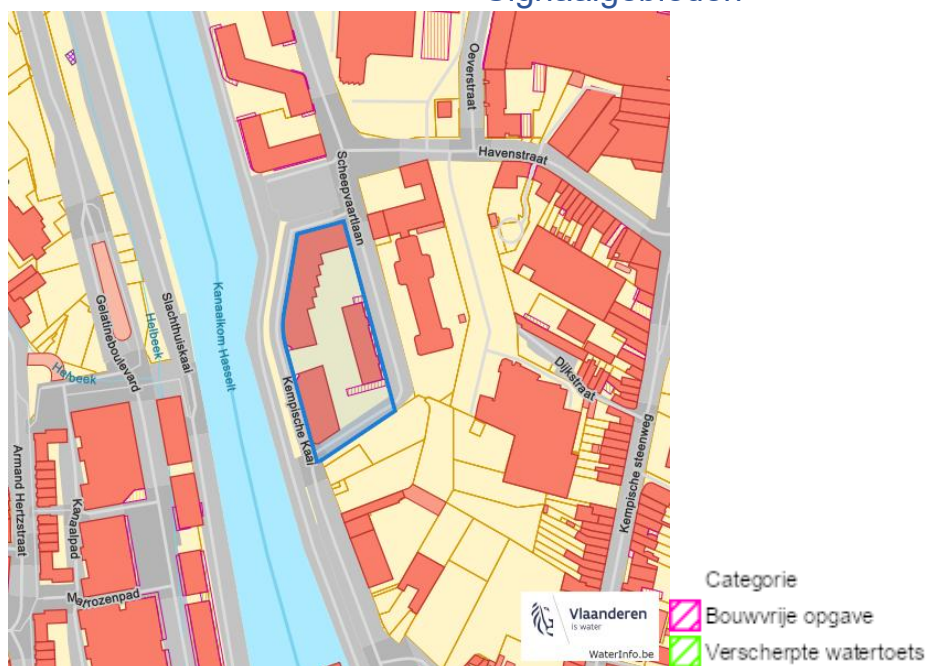 Signaalgebieden
Oeverstraat
Havenstraat
Scheepvaartlaan
Kanaalkom Hasselt
Slachthuiskaai
Gelatineboulevard
Helbeek
Helbeek
Kempische Kaai
Dijkstraat
Kempische steenweg
Armand Hertzstraat
Kanaalpad
Matrozenpad
Vlaanderen
is water
WaterInfo.be
Categorie
Bouwvrije opgave
Verscherpte watertoets